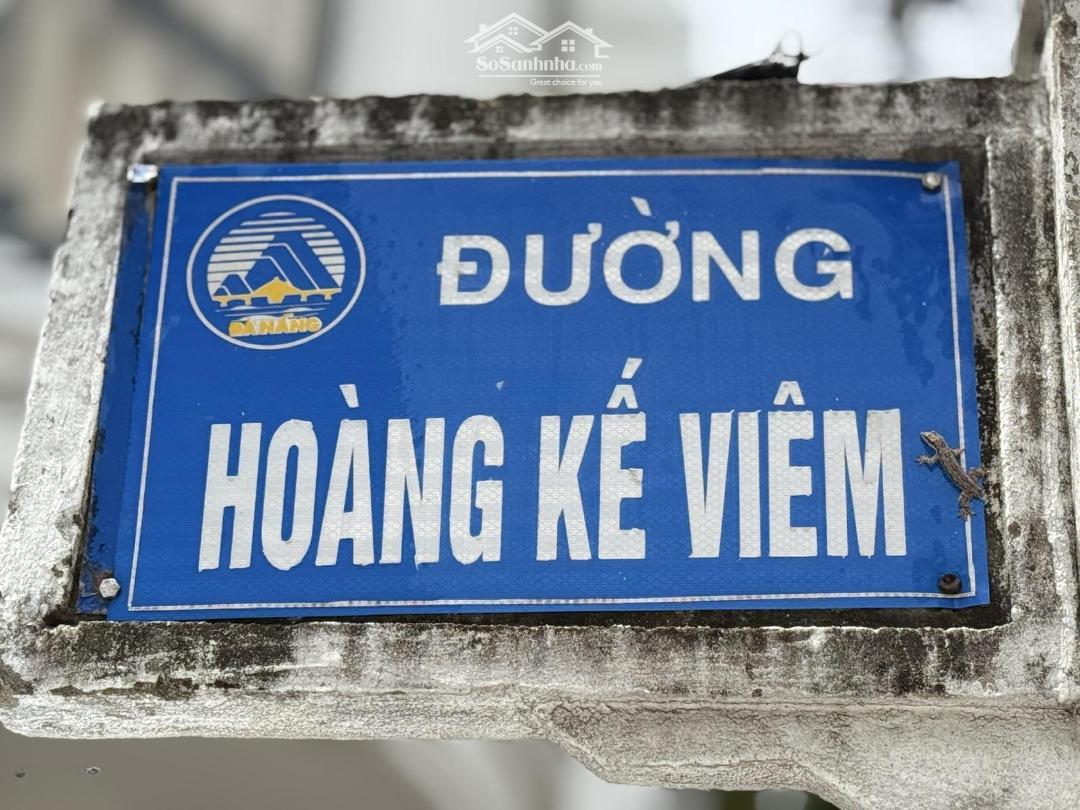 SoSanhnha.com
Great choice for you
ĐÀ NẴNG
ĐƯỜNG
HOÀNG KẾ VIÊM